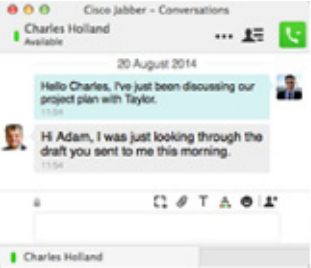 Cisco Jabber - Conversations
Charles Holland
Available
20 August 2014
Hello Charles, I've just been discussing our
project plan with Taylor.
11:54
Hi Adam, I was just looking through the
draft you sent to me this morning.
11:54
T A
Charles Holland